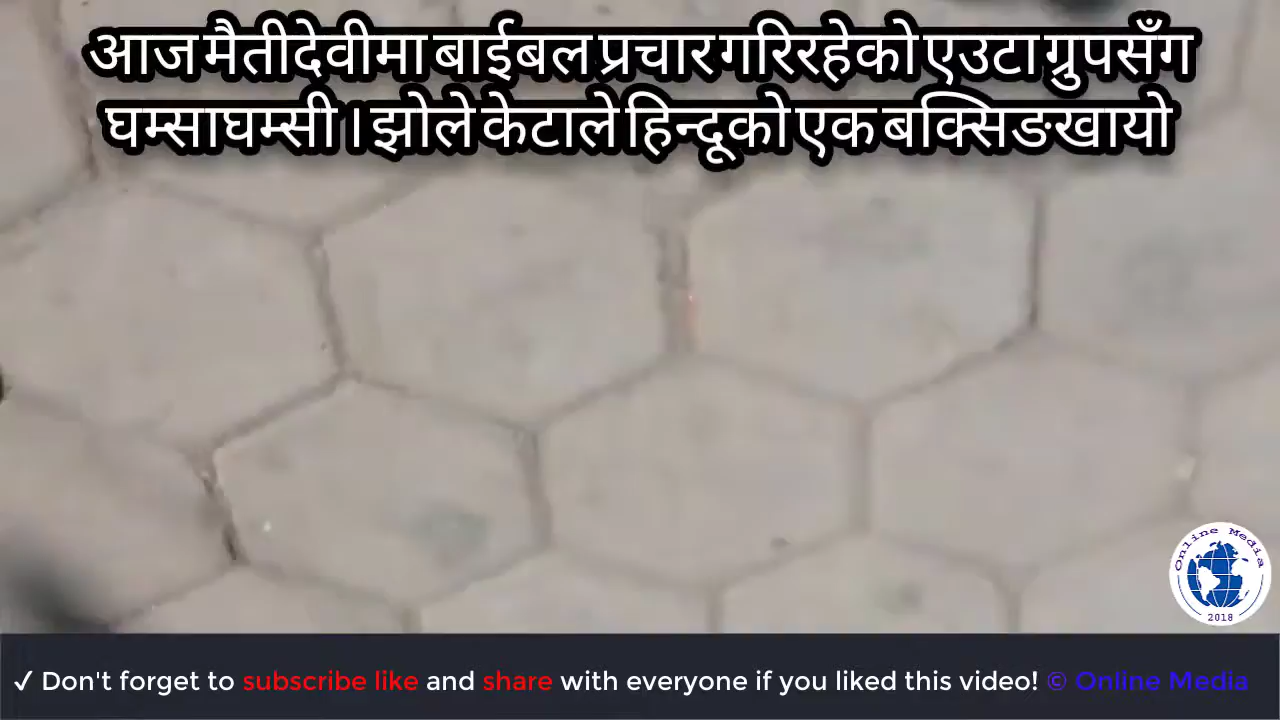 आज मैतीदेवीमा बाईबल प्रचार गरिरहेको एउटा ग्रुपसँग
घम्साघम्सी । झोले केटाले हिन्दूको एक बक्सिङखायो
Online Media
2018
✓ Don't forget to subscribe like and share with everyone if you liked this video! © Online Media